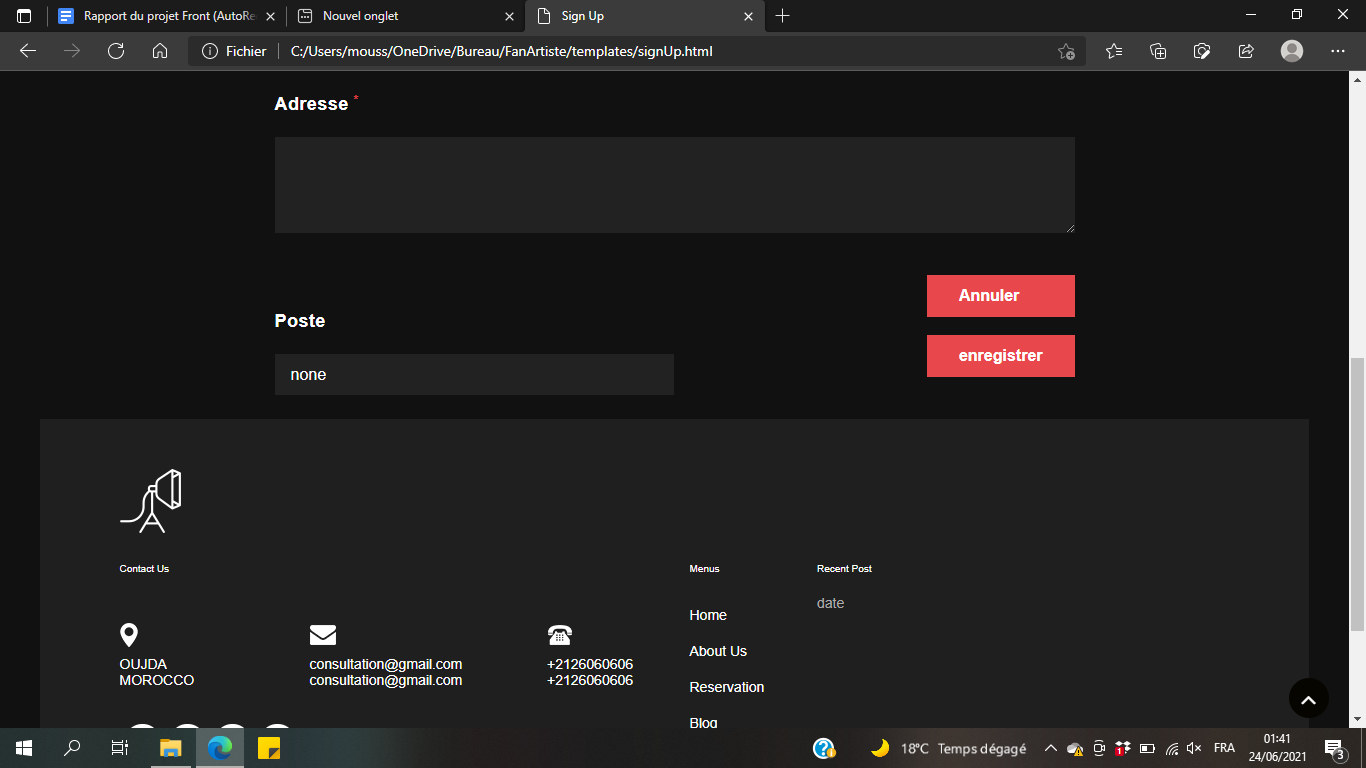 Rapport du projet Front (AutoRe
Nouvel onglet
Sign Up
Fichier
C:/Users/mouss/OneDrive/Bureau/FanArtiste/templates/signUp.html
Adresse *
Annuler
Poste
enregistrer
none
Contact Us
Menus
Recent Post
date
Home
OUJDA
MOROCCO
consultation@gmail.com
consultation@gmail.com
+2126060606
+2126060606
About Us
Reservation
Blog
18°C Temps dégagé
FRA
01:41
24/06/2021
3